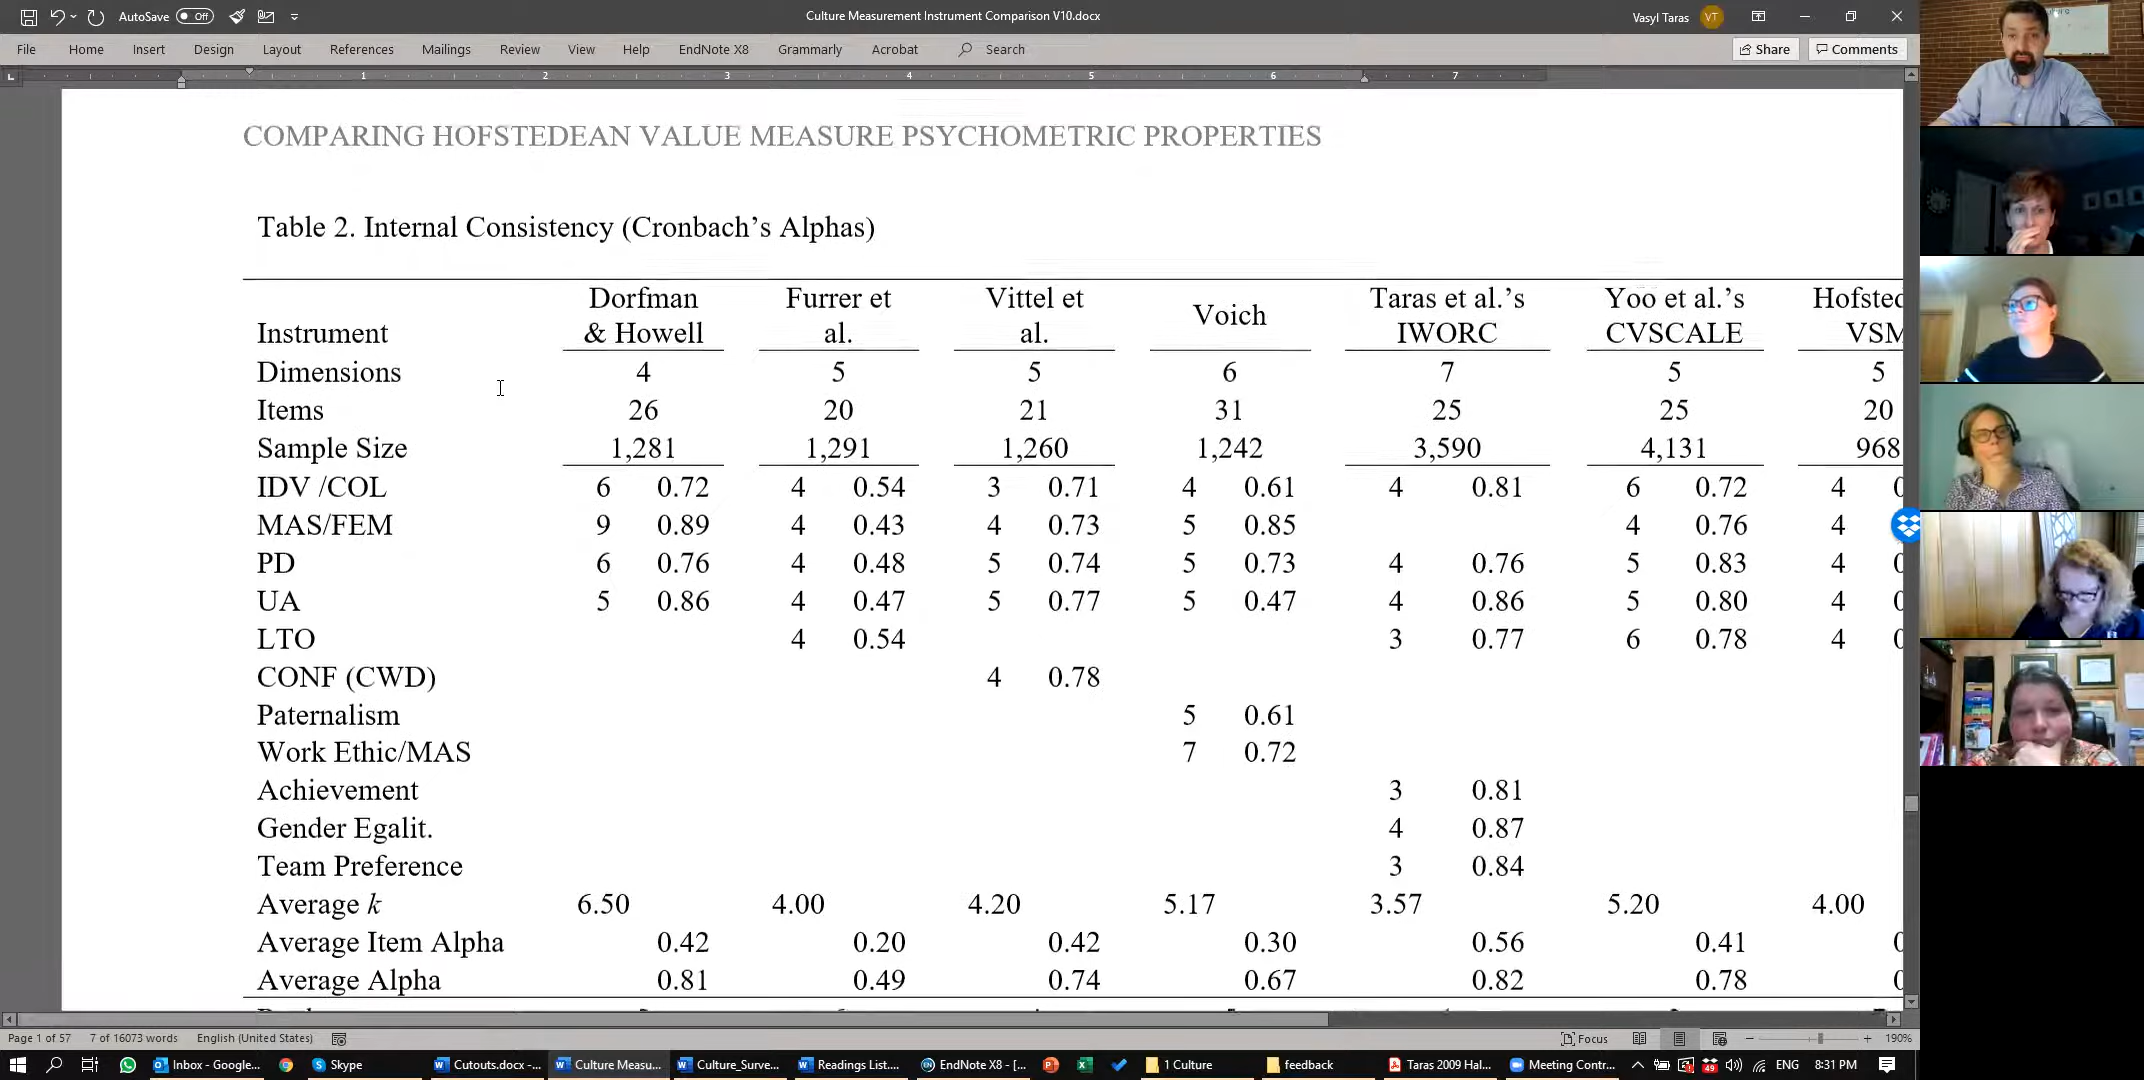 AutoSave Off
Culture Measurement Instrument Comparison V10.docx
Vasyl Taras VT
File Home Insert Design Layout References Mailings Review View Help EndNote X8 Grammarly Acrobat Search Share Comments
1 2 3 4 5 6 7
COMPARING HOFSTEDEAN VALUE MEASURE PSYCHOMETRIC PROPERTIES
Table 2. Internal Consistency (Cronbach's Alphas)
Dorfman Furrer et Vittel et Voich Taras et al.'s Yoo et al.'s Hofsted
Instrument & Howell al. al. IWORC CVSCALE VSM
Dimensions 4 5 5 6 7 5 5
Items 26 20 21 31 25 25 20
Sample Size 1,281 1,291 1,260 1,242 3,590 4,131 968
IDV /COL 6 0.72 4 0.54 3 0.71 4 0.61 4 0.81 6 0.72 4
MAS/FEM 9 0.89 4 0.43 4 0.73 5 0.85 4 0.76 4
PD 6 0.76 4 0.48 5 0.74 5 0.73 4 0.76 5 0.83 4
UA 5 0.86 4 0.47 5 0.77 5 0.47 4 0.86 5 0.80 4
LTO 4 0.54 3 0.77 6 0.78 4
CONF (CWD) 4 0.78
Paternalism 5 0.61
Work Ethic/MAS 7 0.72
Achievement 3 0.81
Gender Egalit. 4 0.87
Team Preference 3 0.84
Average k 6.50 4.00 4.20 5.17 3.57 5.20 4.00
Average Item Alpha 0.42 0.20 0.42 0.30 0.56 0.41
Average Alpha 0.81 0.49 0.74 0.67 0.82 0.78
Page 1 of 57 7 of 16073 words English (United States) Focus 190%
Inbox - Google... Skype Cutouts.docx -... Culture Measu... Culture_Surve... Readings List.... EndNote X8 - [... 1 Culture feedback Taras 2009 Hal... Meeting Contr... ENG 8:31 PM